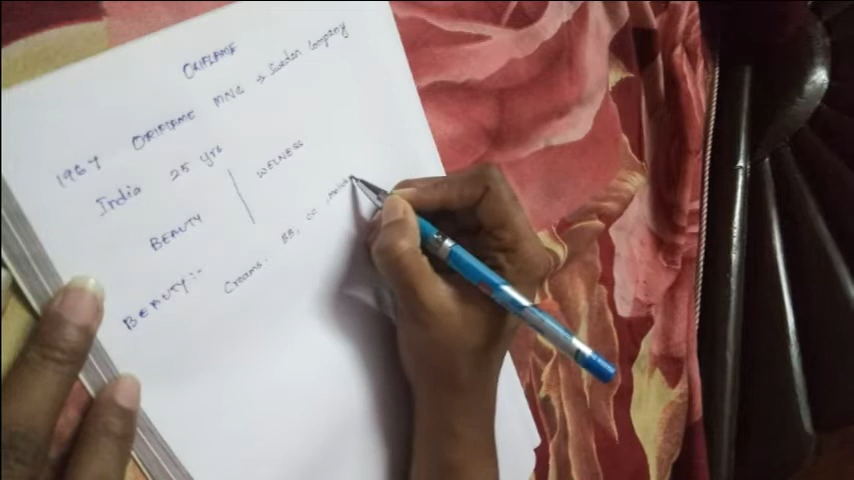 ORIFLAME
1967 ORIFLAME MNC → Sweden Company
India 25 yrs
BEAUTY | WELNESS
BEAUTY :-
Creams. BB, CC,